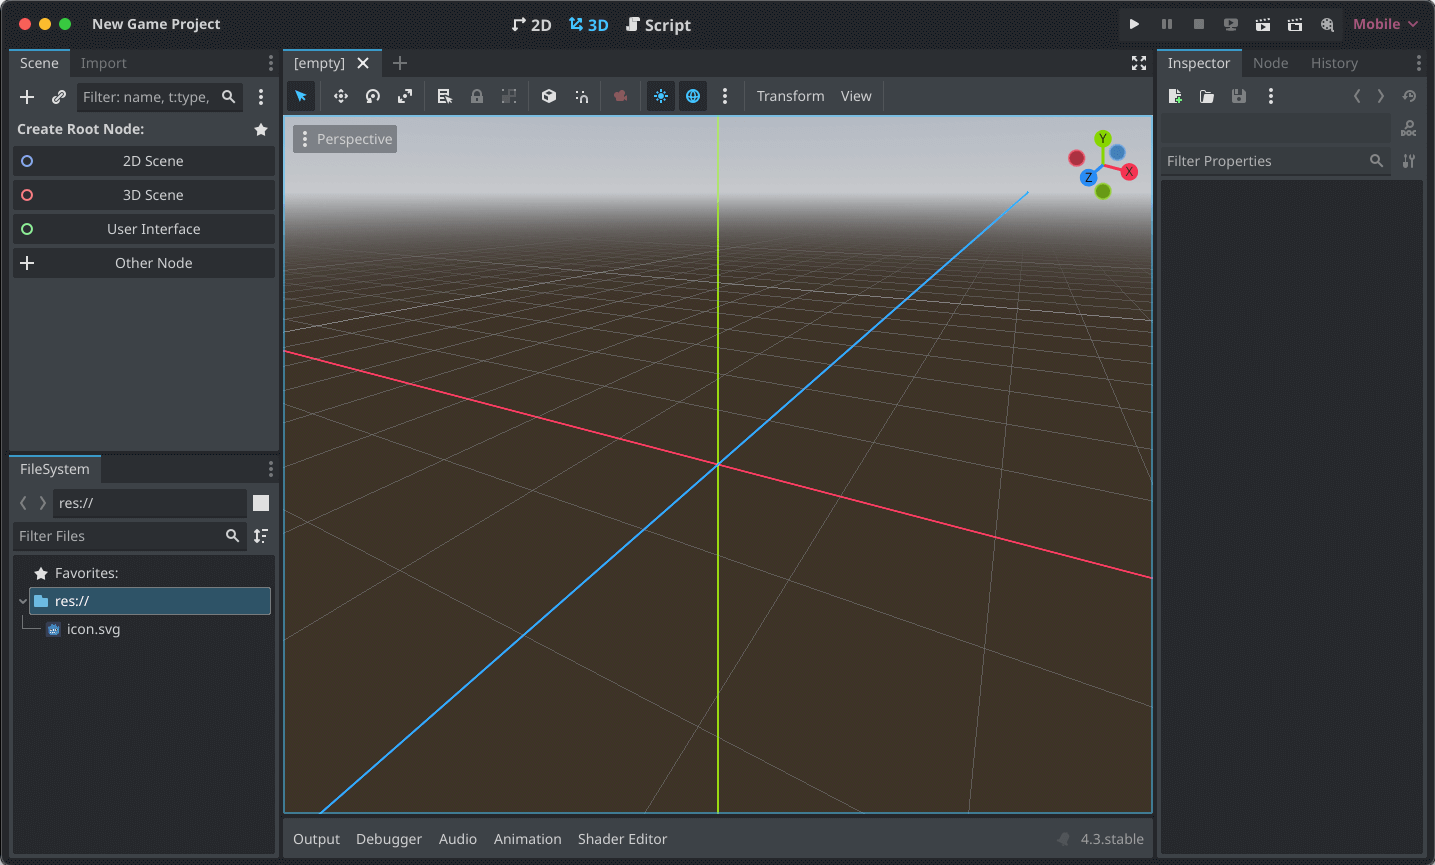 New Game Project
2D
3D
Script
Mobile
Scene
Import
Filter: name, t:type,
Create Root Node:
2D Scene
3D Scene
User Interface
Other Node
FileSystem
res://
Filter Files
Favorites:
res://
icon.svg
[empty]
Transform
View
Perspective
Y
X
Z
Output
Debugger
Audio
Animation
Shader Editor
4.3.stable
Inspector
Node
History
DOC
Filter Properties